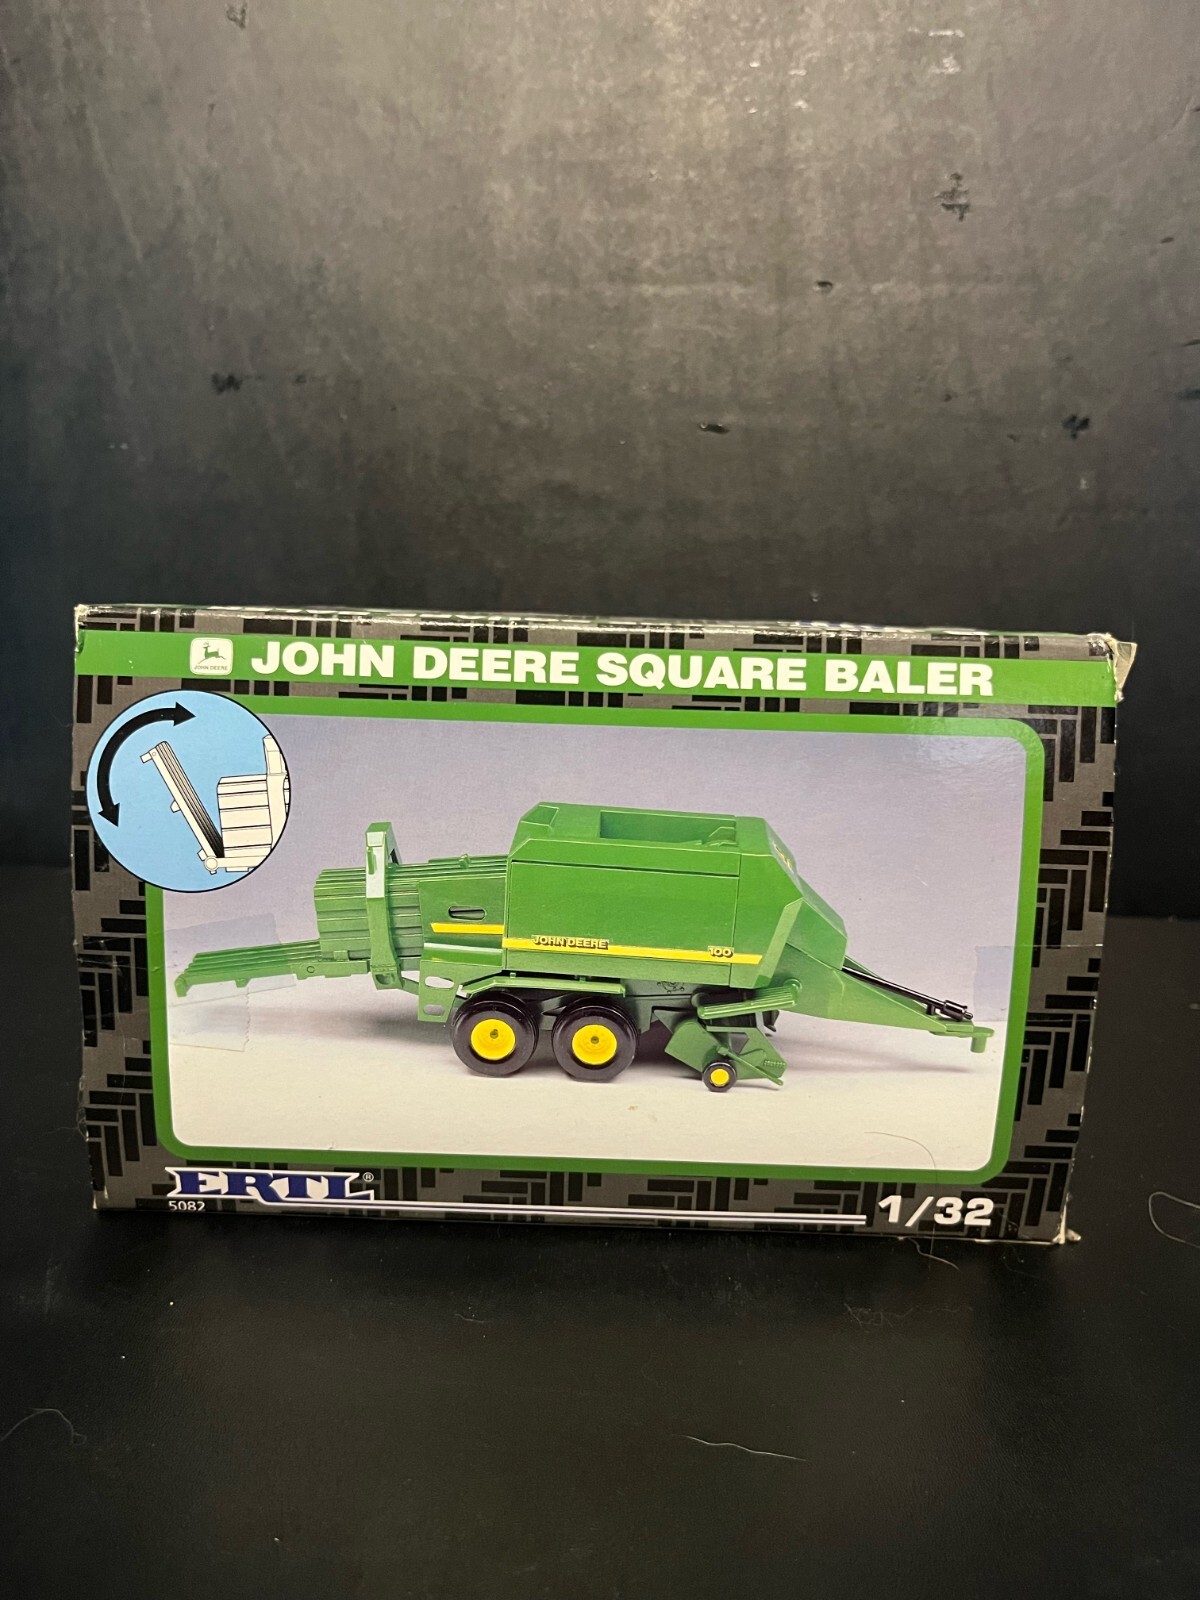 JOHN DEERE
JOHN DEERE SQUARE BALER
JOHN DEERE
100
ERTL®
5082
1/32